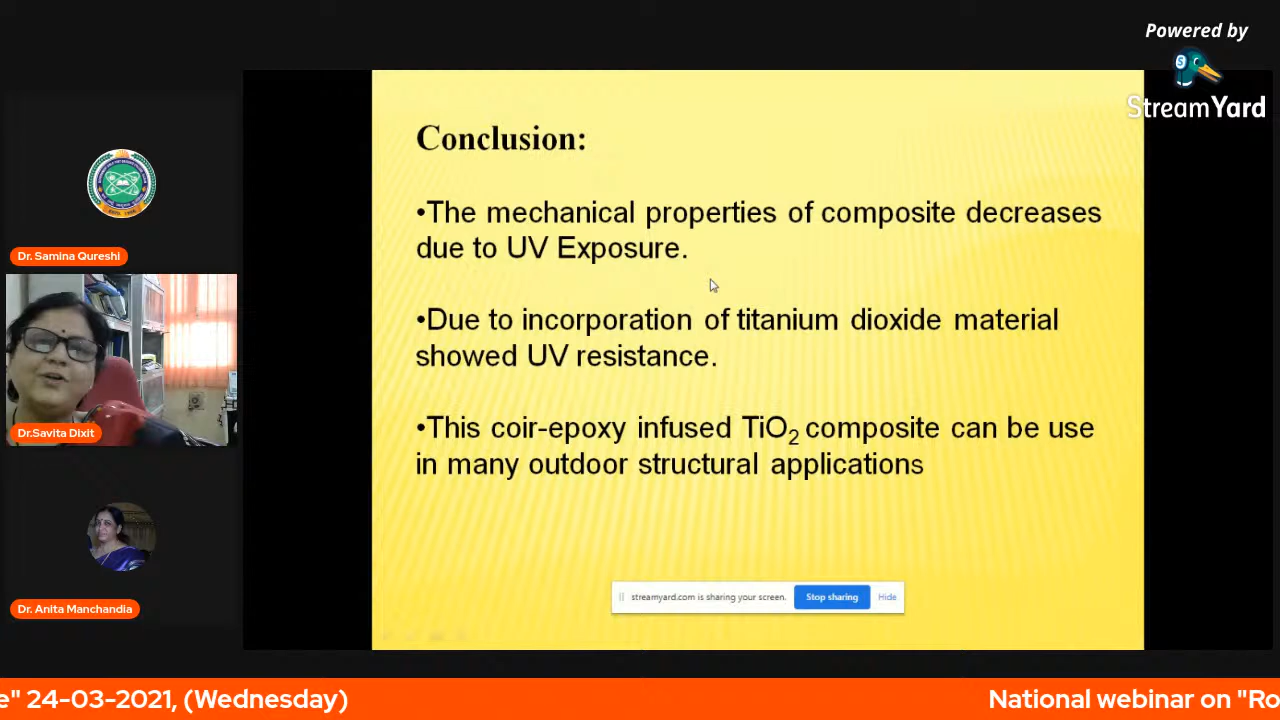 Powered by
StreamYard
Conclusion:
•The mechanical properties of composite decreases
due to UV Exposure.
•Due to incorporation of titanium dioxide material
showed UV resistance.
•This coir-epoxy infused TiO2 composite can be use
in many outdoor structural applications
Dr. Samina Qureshi
Dr.Savita Dixit
Dr. Anita Manchandia
streamyard.com is sharing your screen. Stop sharing Hide
e" 24-03-2021, (Wednesday) National webinar on "Ro